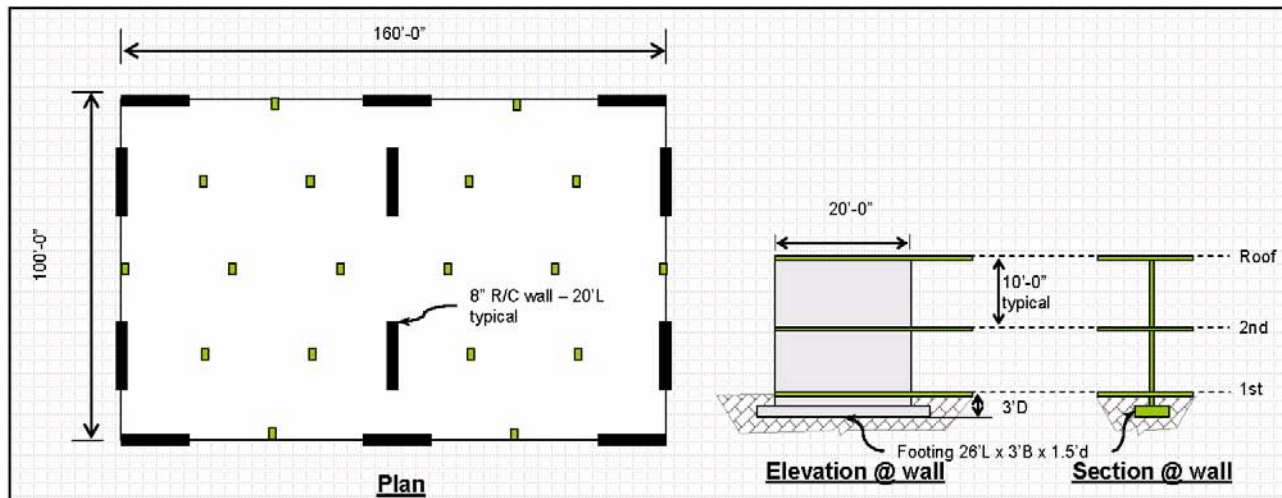 160'-0"
100'-0"
8" R/C wall – 20'L
typical
Plan
20'-0"
10'-0"
typical
Roof
2nd
1st
3'D
Footing 26'L x 3'B x 1.5'd
Elevation @ wall
Section @ wall